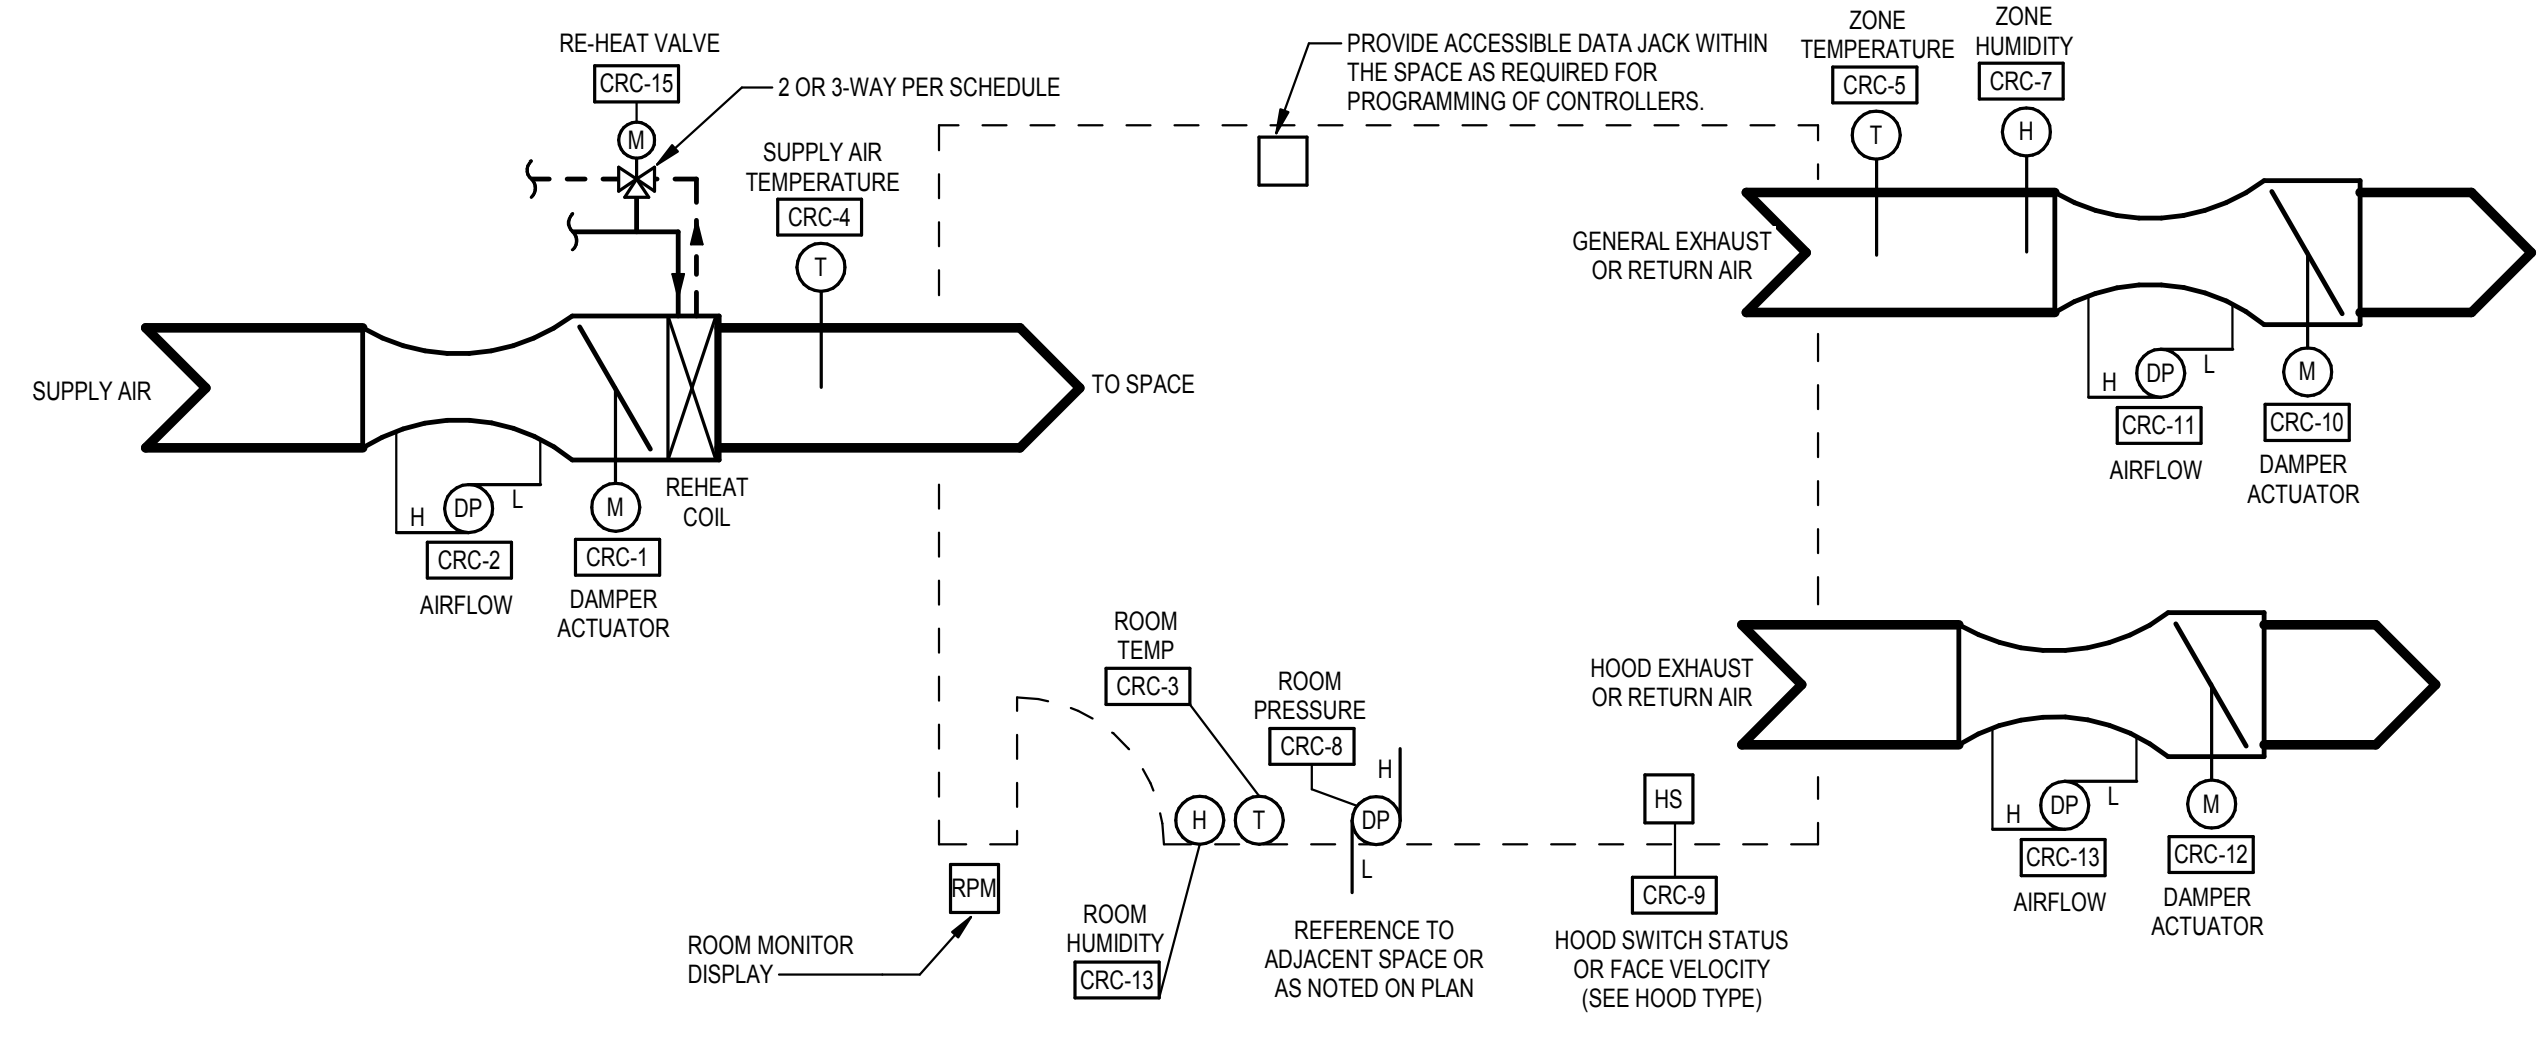 RE-HEAT VALVE
CRC-15
M
2 OR 3-WAY PER SCHEDULE
SUPPLY AIR
TEMPERATURE
CRC-4
T
PROVIDE ACCESSIBLE DATA JACK WITHIN
THE SPACE AS REQUIRED FOR
PROGRAMMING OF CONTROLLERS.
ZONE
TEMPERATURE
CRC-5
T
ZONE
HUMIDITY
CRC-7
H
GENERAL EXHAUST
OR RETURN AIR
H
DP
L
CRC-11
AIRFLOW
M
CRC-10
DAMPER
ACTUATOR
SUPPLY AIR
TO SPACE
H
DP
L
CRC-2
AIRFLOW
M
CRC-1
DAMPER
ACTUATOR
REHEAT
COIL
HOOD EXHAUST
OR RETURN AIR
H
DP
L
CRC-13
AIRFLOW
M
CRC-12
DAMPER
ACTUATOR
ROOM
TEMP
CRC-3
ROOM
PRESSURE
CRC-8
H
H
T
DP
L
HS
CRC-9
HOOD SWITCH STATUS
OR FACE VELOCITY
(SEE HOOD TYPE)
REFERENCE TO
ADJACENT SPACE OR
AS NOTED ON PLAN
ROOM
HUMIDITY
CRC-13
RPM
ROOM MONITOR
DISPLAY